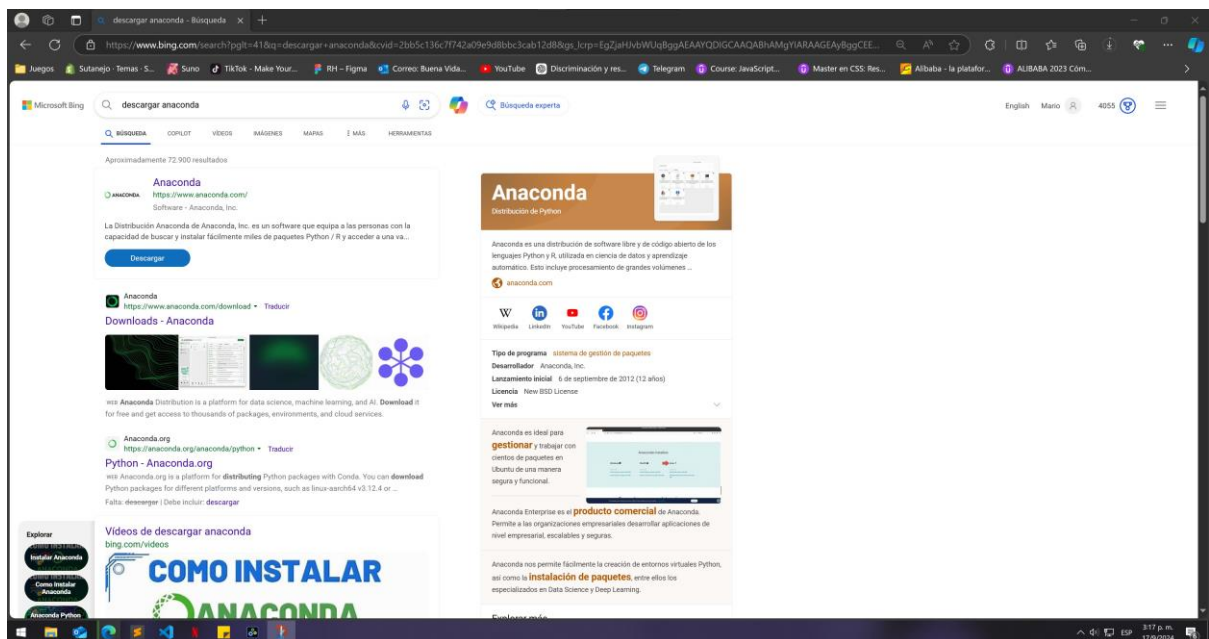 descargar anaconda - Búsqueda
https://www.bing.com/search?pglt=41&q=descargar+anaconda&cvid=2bb5c136c7f742a09e9d8bbc3cab12d8&gs_lcrp=EgZjaHJvbWUqBggAEAAYQDIGCAAQABhAMgYIARAAGEAyBggCEE...
Juegos
Sutanejo · Temas · S...
Suno
TikTok - Make Your...
RH – Figma
Correo: Buena Vida...
YouTube
Discriminación y res...
Telegram
Course: JavaScript...
Master en CSS: Res...
Alibaba - la platafor...
ALIBABA 2023 Cóm...
Microsoft Bing
descargar anaconda
Búsqueda experta
English
Mario
4055
BÚSQUEDA
COPILOT
VÍDEOS
IMÁGENES
MAPAS
MÁS
HERRAMIENTAS
Aproximadamente 72.900 resultados
ANACONDA
Anaconda
https://www.anaconda.com/
Software - Anaconda, Inc.
La Distribución Anaconda de Anaconda, Inc. es un software que equipa a las personas con la
capacidad de buscar y instalar fácilmente miles de paquetes Python / R y acceder a una va...
Descargar
Anaconda
https://www.anaconda.com/download
Traducir
Downloads - Anaconda
WEB Anaconda Distribution is a platform for data science, machine learning, and AI. Download it
for free and get access to thousands of packages, environments, and cloud services.
Anaconda.org
https://anaconda.org/anaconda/python
Traducir
Python - Anaconda.org
WEB Anaconda.org is a platform for distributing Python packages with Conda. You can download
Python packages for different platforms and versions, such as linux-aarch64 v3.12.4 or ...
Falta: descargar | Debe incluir: descargar
Vídeos de descargar anaconda
bing.com/videos
COMO INSTALAR
ANACONDA
Explorar
Instalar Anaconda
Como Instalar
Anaconda
Anaconda Python
Anaconda
Distribución de Python
Anaconda es una distribución de software libre y de código abierto de los
lenguajes Python y R, utilizada en ciencia de datos y aprendizaje
automático. Esto incluye procesamiento de grandes volúmenes ...
anaconda.com
Wikipedia
LinkedIn
YouTube
Facebook
Instagram
Tipo de programa sistema de gestión de paquetes
Desarrollador Anaconda, Inc.
Lanzamiento inicial 6 de septiembre de 2012 (12 años)
Licencia New BSD License
Ver más
Anaconda es ideal para
gestionar y trabajar con
cientos de paquetes en
Ubuntu de una manera
segura y funcional.
Anaconda Enterprise es el producto comercial de Anaconda.
Permite a las organizaciones empresariales desarrollar aplicaciones de
nivel empresarial, escalables y seguras.
Anaconda nos permite fácilmente la creación de entornos virtuales Python,
así como la instalación de paquetes, entre ellos los
especializados en Data Science y Deep Learning.
Explorar más
ESP
3:17 p. m.
17/9/2024